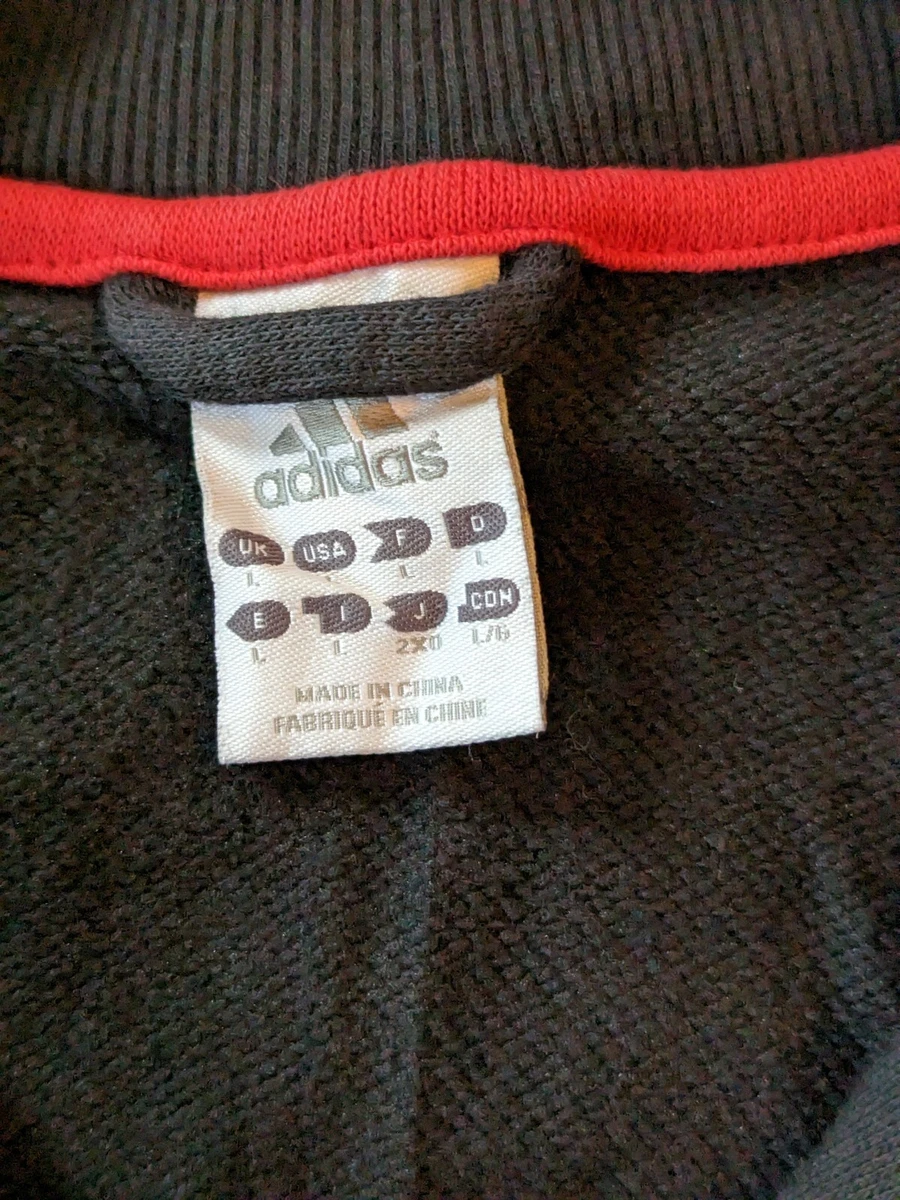 adidas
UK USA F D
L L L
E I J CDN
L L 2XO L/G
MADE IN CHINA
FABRIQUÉ EN CHINE